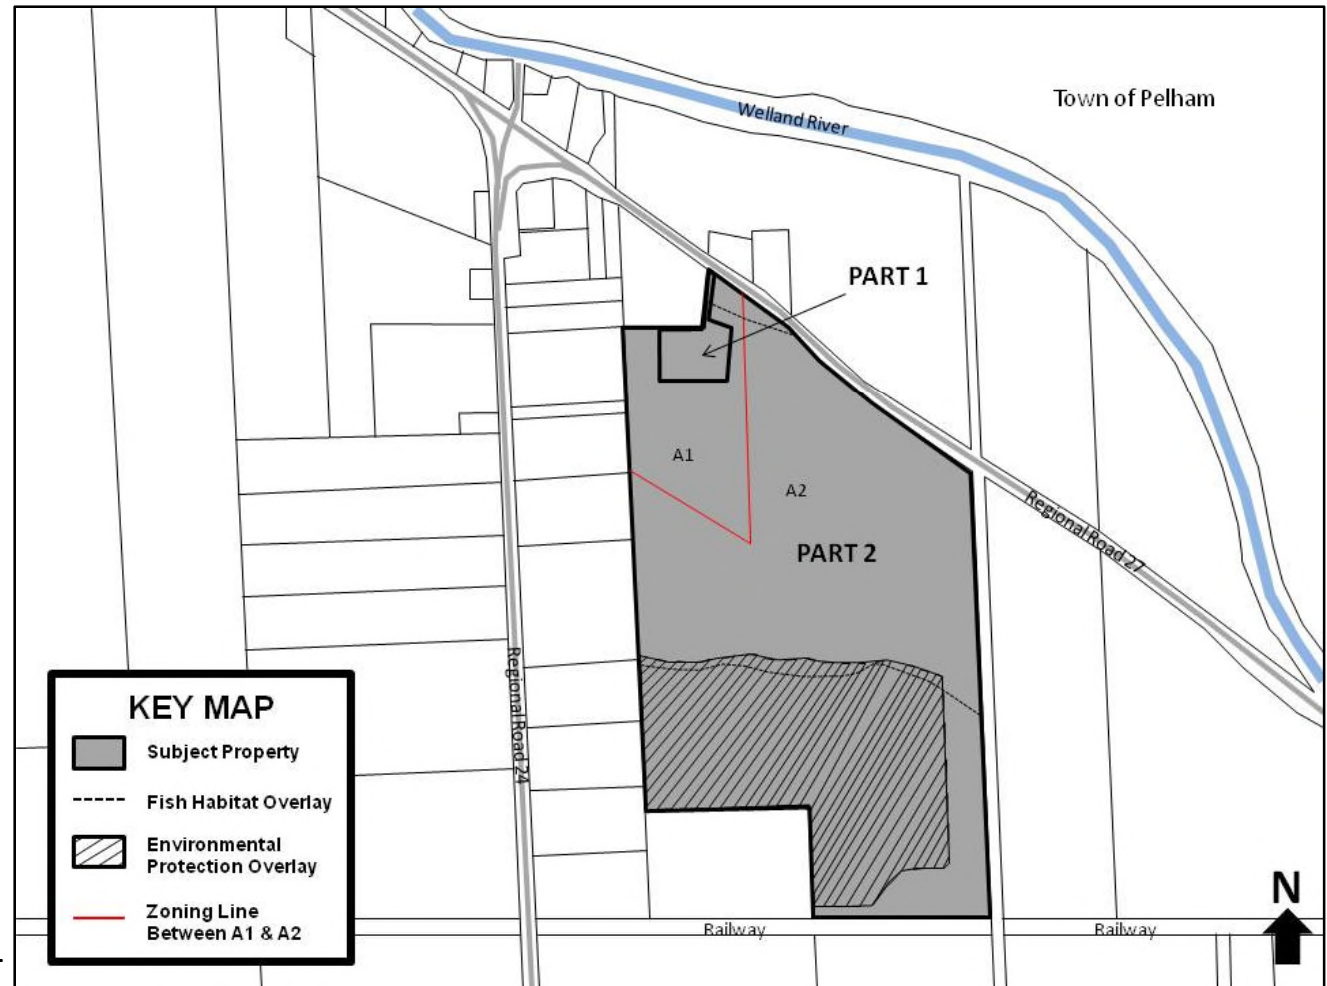 Town of Pelham
Welland River
PART 1
A1
A2
Regional Road 27
PART 2
Regional Road 24
KEY MAP
Subject Property
Fish Habitat Overlay
Environmental
Protection Overlay
Zoning Line
Between A1 & A2
N
Railway
Railway